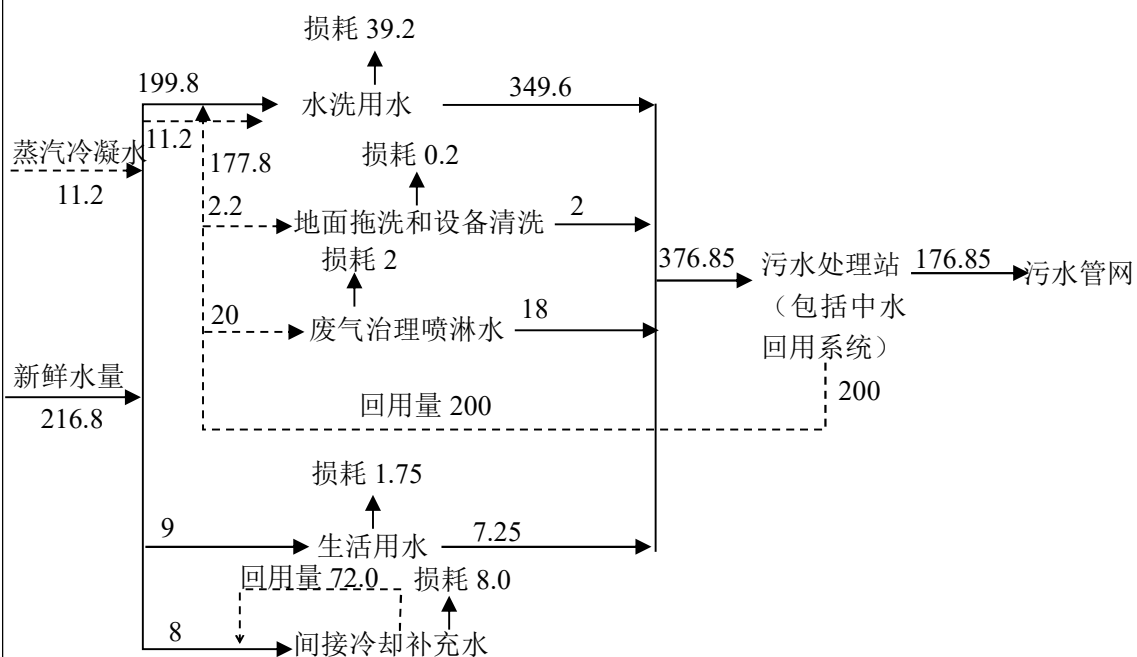 损耗 39.2
199.8
水洗用水
349.6
11.2
蒸汽冷凝水
11.2
177.8
损耗 0.2
2.2
地面拖洗和设备清洗
2
损耗 2
20
废气治理喷淋水
18
376.85
污水处理站
（包括中水
回用系统）
176.85
污水管网
新鲜水量
216.8
回用量 200
200
损耗 1.75
9
生活用水
7.25
回用量 72.0
损耗 8.0
8
间接冷却补充水